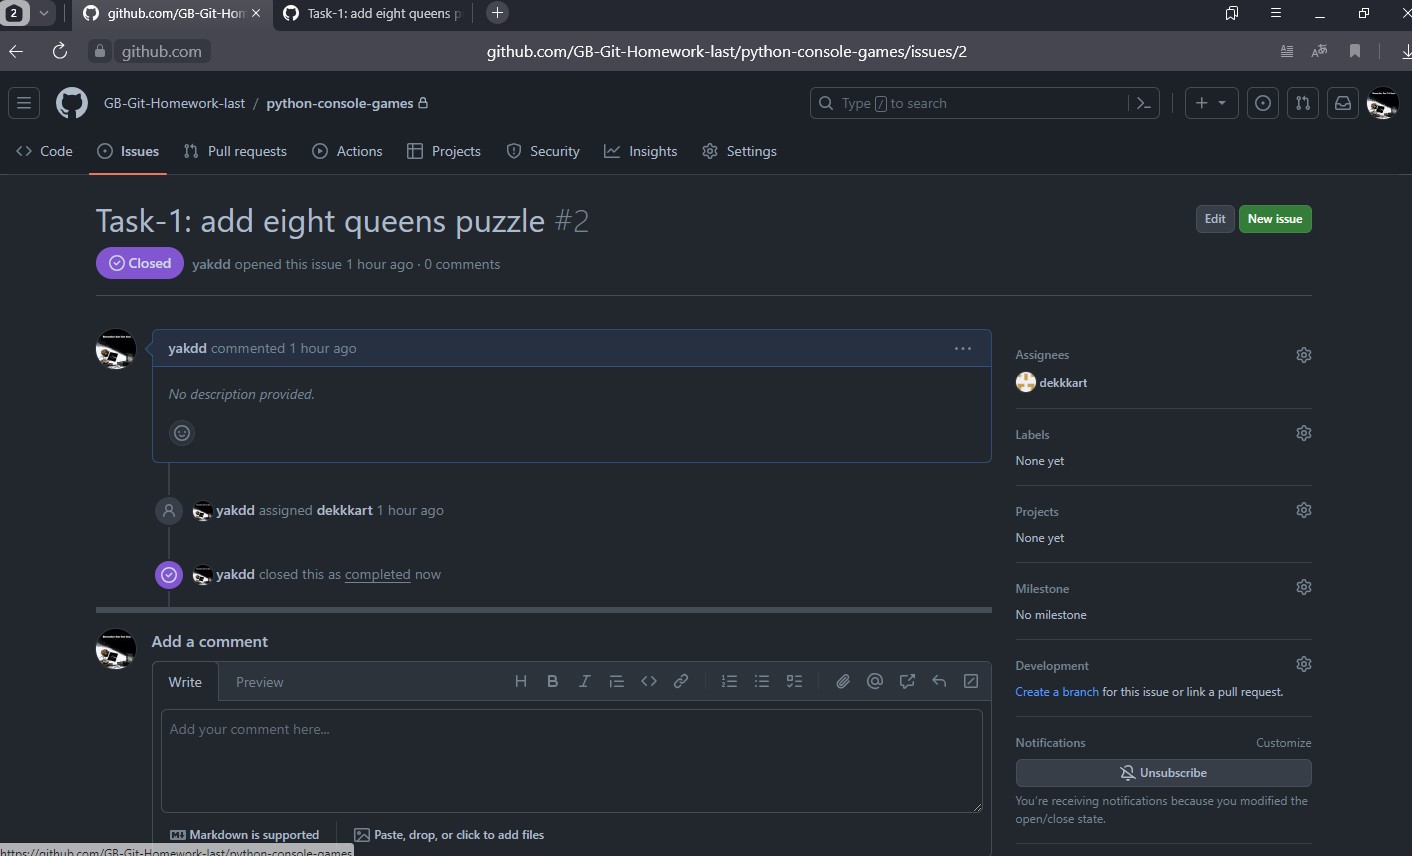 2
github.com/GB-Git-Hom
Task-1: add eight queens p
github.com
github.com/GB-Git-Homework-last/python-console-games/issues/2
GB-Git-Homework-last / python-console-games
Type / to search
Code
Issues
Pull requests
Actions
Projects
Security
Insights
Settings
Task-1: add eight queens puzzle #2
Edit
New issue
Closed
yakdd opened this issue 1 hour ago · 0 comments
yakdd commented 1 hour ago
No description provided.
yakdd assigned dekkkart 1 hour ago
yakdd closed this as completed now
Add a comment
Write
Preview
Add your comment here...
Markdown is supported
Paste, drop, or click to add files
Assignees
dekkkart
Labels
None yet
Projects
None yet
Milestone
No milestone
Development
Create a branch for this issue or link a pull request.
Notifications
Customize
Unsubscribe
You're receiving notifications because you modified the
open/close state.
https://github.com/GB-Git-Homework-last/python-console-games